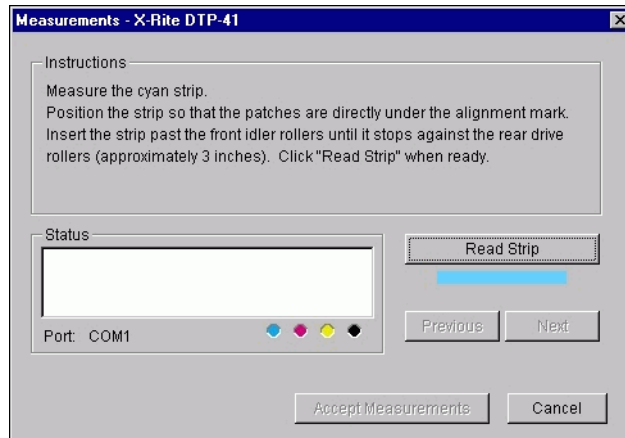 Measurements - X-Rite DTP-41
Instructions
Measure the cyan strip.
Position the strip so that the patches are directly under the alignment mark.
Insert the strip past the front idler rollers until it stops against the rear drive
rollers (approximately 3 inches).  Click "Read Strip" when ready.
Status
Read Strip
Port:  COM1
Previous
Next
Accept Measurements
Cancel